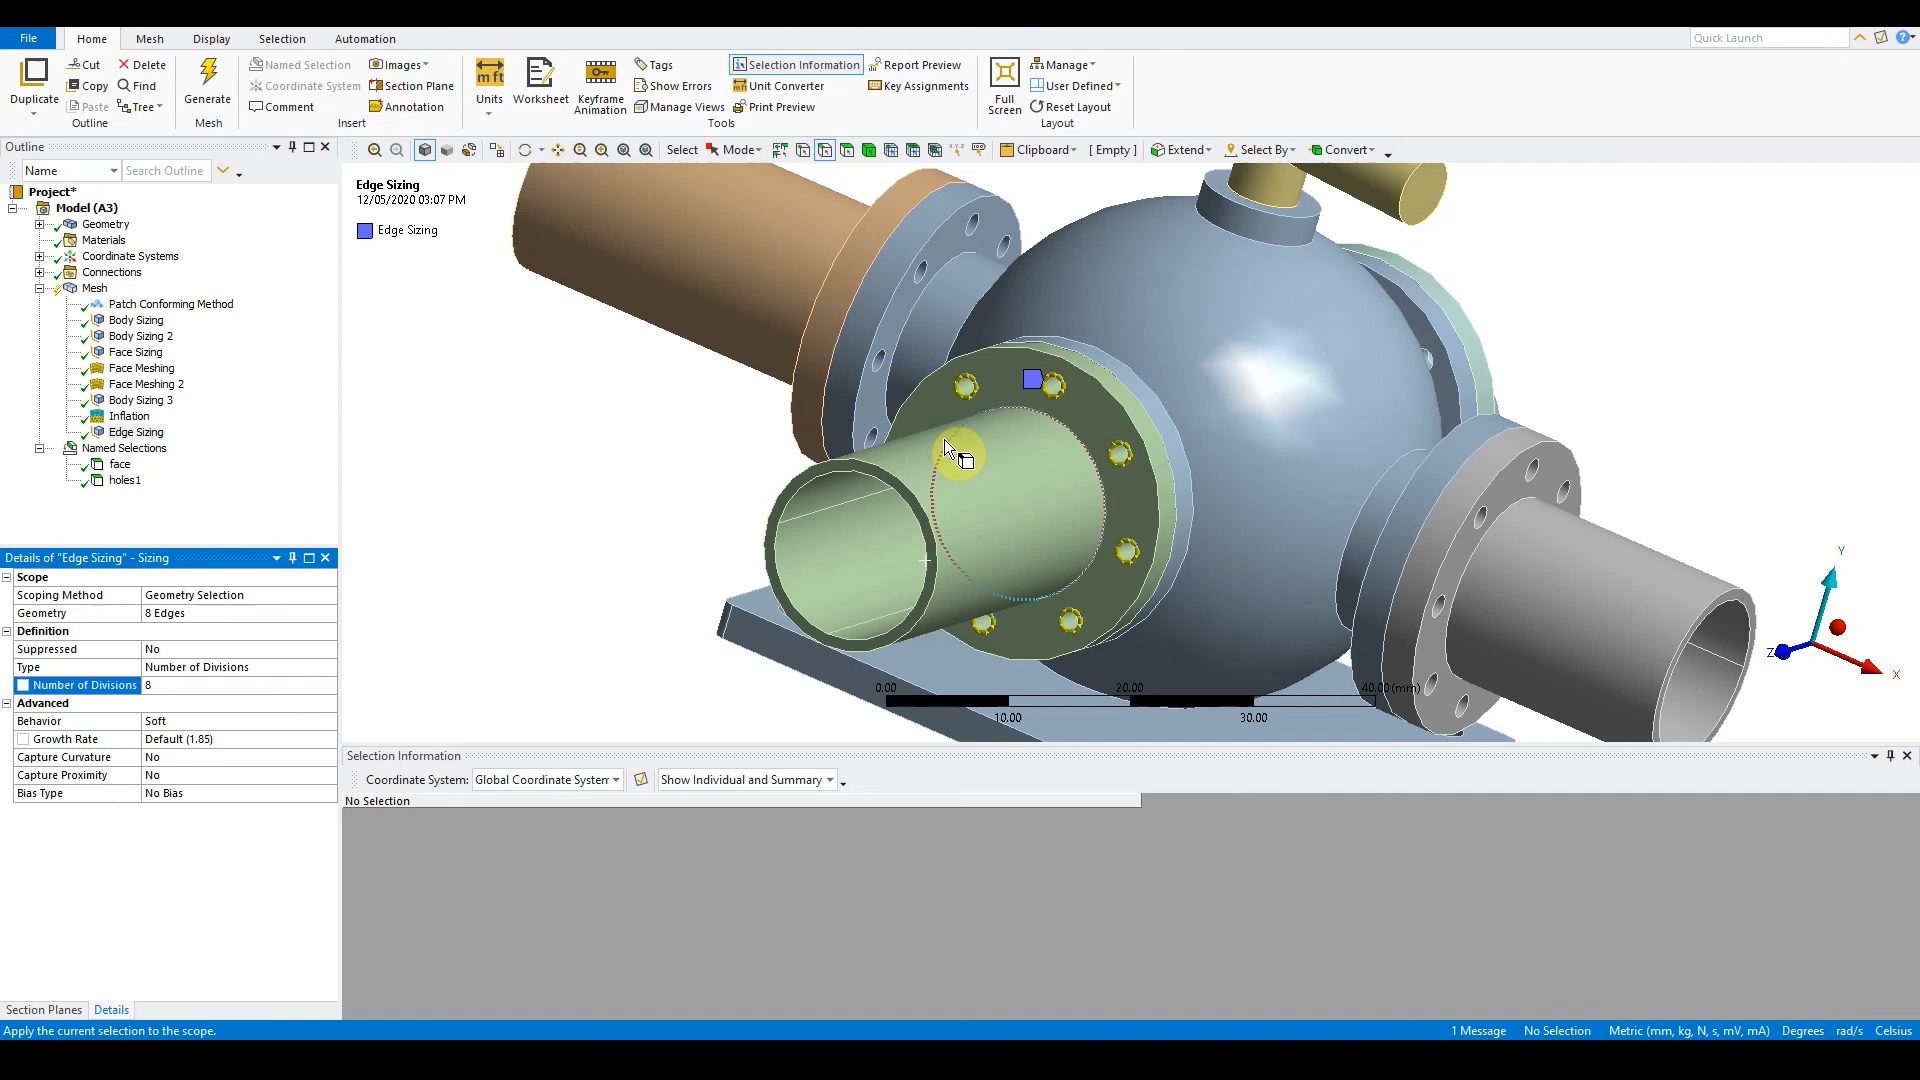 File
Home
Mesh
Display
Selection
Automation
Quick Launch
Duplicate
Cut
Copy
Paste
Delete
Find
Tree
Outline
Generate
Mesh
Named Selection
Coordinate System
Comment
Images
Section Plane
Annotation
Insert
Units
Worksheet
Keyframe
Animation
Tags
Show Errors
Manage Views
Selection Information
Unit Converter
Print Preview
Report Preview
Key Assignments
Tools
Full
Screen
Manage
User Defined
Reset Layout
Layout
Outline
Select
Mode
Clipboard
[ Empty ]
Extend
Select By
Convert
Name
Search Outline
Project*
Model (A3)
Geometry
Materials
Coordinate Systems
Connections
Mesh
Patch Conforming Method
Body Sizing
Body Sizing 2
Face Sizing
Face Meshing
Face Meshing 2
Body Sizing 3
Inflation
Edge Sizing
Named Selections
face
holes1
Edge Sizing
12/05/2020 03:07 PM
Edge Sizing
0.00 20.00 40.00 (mm)
10.00 30.00
Y
Z
X
Details of "Edge Sizing" - Sizing
Scope
Scoping Method Geometry Selection
Geometry 8 Edges
Definition
Suppressed No
Type Number of Divisions
Number of Divisions 8
Advanced
Behavior Soft
Growth Rate Default (1.85)
Capture Curvature No
Capture Proximity No
Bias Type No Bias
Selection Information
Coordinate System: Global Coordinate System
Show Individual and Summary
No Selection
Section Planes
Details
Apply the current selection to the scope.
1 Message
No Selection
Metric (mm, kg, N, s, mV, mA)
Degrees
rad/s
Celsius